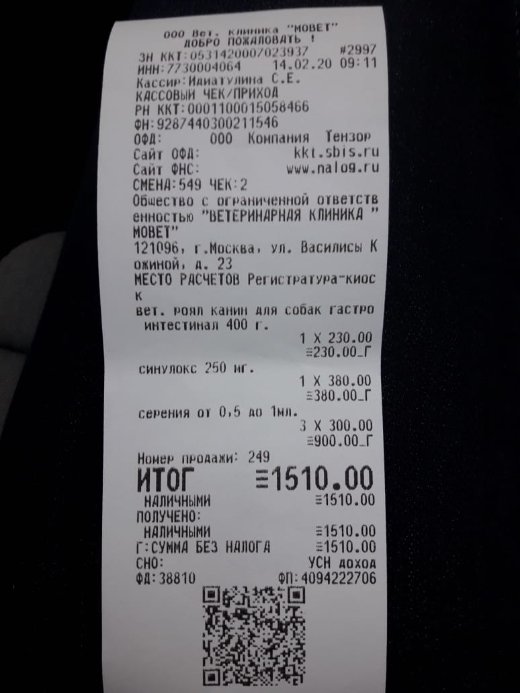 ООО Вет. клиника "МОВЕТ"
ДОБРО ПОЖАЛОВАТЬ !
ЗН ККТ:0531420007023937 #2997
ИНН:7730004064 14.02.20 09:11
Кассир:Идиатулина С.Е.
КАССОВЫЙ ЧЕК/ПРИХОД
РН ККТ:0001100015058466
ФН:9287440300211546
ОФД: ООО Компания Тензор
Сайт ОФД: kkt.sbis.ru
Сайт ФНС: www.nalog.ru
СМЕНА:549 ЧЕК:2
Общество с ограниченной ответств
енностью "ВЕТЕРИНАРНАЯ КЛИНИКА "
МОВЕТ"
121096, г.Москва, ул. Василисы К
ожиной, д. 23
МЕСТО РАСЧЕТОВ Регистратура-киос
к
вет. роял канин для собак гастро
интестинал 400 г.
1 X 230.00
≡230.00_Г
синулокс 250 мг.
1 X 380.00
≡380.00_Г
серения от 0,5 до 1мл.
3 X 300.00
≡900.00_Г
Номер продажи: 249
ИТОГ ≡1510.00
НАЛИЧНЫМИ ≡1510.00
ПОЛУЧЕНО:
НАЛИЧНЫМИ ≡1510.00
Г:СУММА БЕЗ НАЛОГА ≡1510.00
СНО: УСН доход
ФД:38810 ФП:4094222706